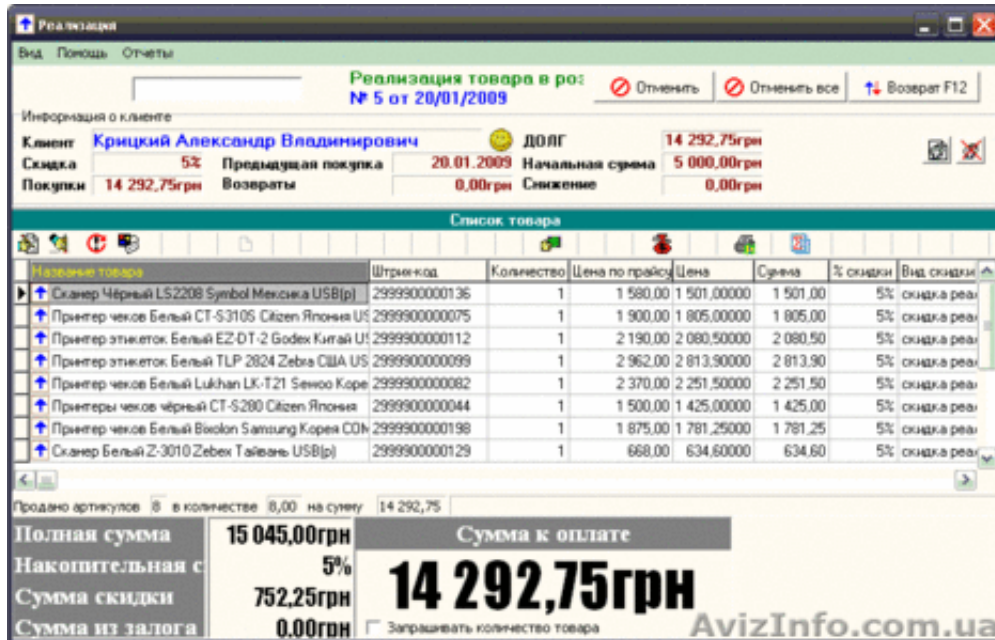 Реализация
Вид Помощь Отчеты
Реализация товара в роз
№ 5 от 20/01/2009
Отменить Отменить все Возврат F12
Информация о клиенте
Клиент Крицкий Александр Владимирович ДОЛГ 14 292,75грн
Скидка 5% Предыдущая покупка 20.01.2009 Начальная сумма 5 000,00грн
Покупки 14 292,75грн Возвраты 0,00грн Снижение 0,00грн
Список товара
Название товара Штрих-код Количество Цена по прайсу Цена Сумма % скидки Вид скидки
Сканер Чёрный LS2208 Symbol Мексика USB(р) 2999900000136 1 1 580,00 1 501,00000 1 501,00 5% скидка реа
Принтер чеков Белый CT-S310S Citizen Япония US 2999900000075 1 1 900,00 1 805,00000 1 805,00 5% скидка реа
Принтер этикеток Белый EZ-DT-2 Godex Китай U 2999900000112 1 2 190,00 2 080,50000 2 080,50 5% скидка реа
Принтер этикеток Белый TLP 2824 Zebra США US 2999900000099 1 2 962,00 2 813,90000 2 813,90 5% скидка реа
Принтер чеков Белый Lukhan LK-T21 Sewoo Коре 2999900000082 1 2 370,00 2 251,50000 2 251,50 5% скидка реа
Принтеры чеков чёрный CT-S280 Citizen Япония 2999900000044 1 1 500,00 1 425,00000 1 425,00 5% скидка реа
Принтер чеков Белый Bixolon Samsung Корея COM 2999900000198 1 1 875,00 1 781,25000 1 781,25 5% скидка реа
Сканер Белый Z-3010 Zebex Тайвань USB(р) 2999900000129 1 668,00 634,60000 634,60 5% скидка реа
Продано артикулов 8 в количестве 8,00 на сумму 14 292,75
Полная сумма 15 045,00грн Сумма к оплате
Накопительная с 5% 14 292,75грн
Сумма скидки 752,25грн
Сумма из залога 0,00грн Запрашивать количество товара
AvizInfo.com.ua